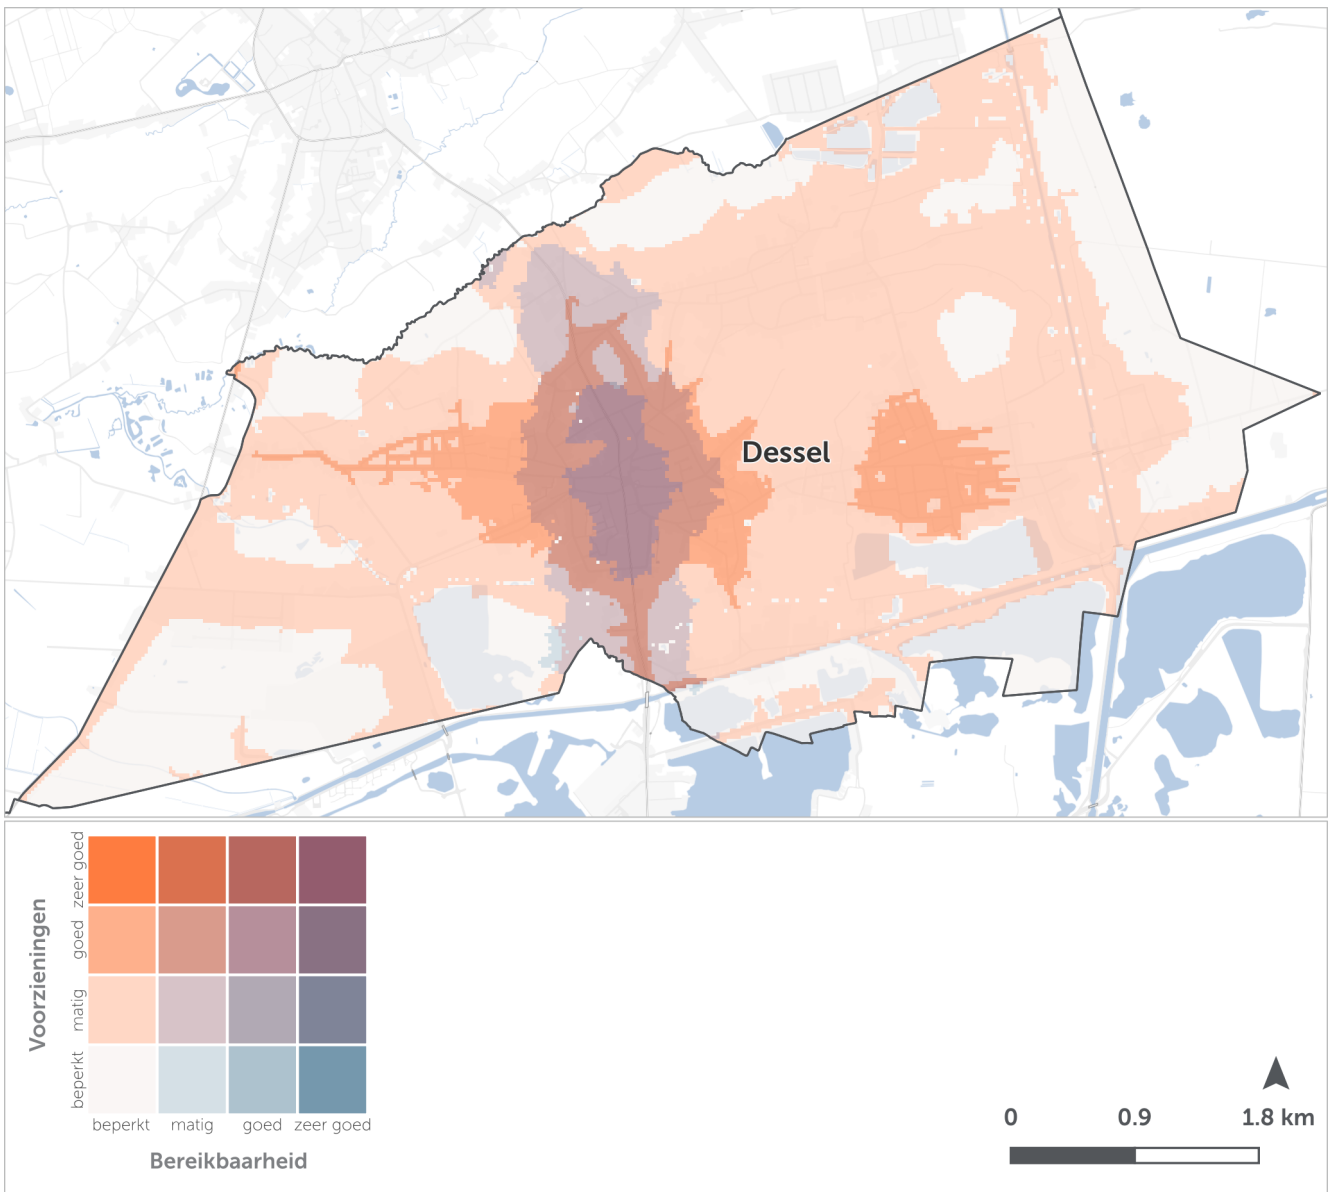 Dessel
Voorzieningen
zeer goed
goed
matig
beperkt
beperkt matig goed zeer goed
Bereikbaarheid
0 0.9 1.8 km